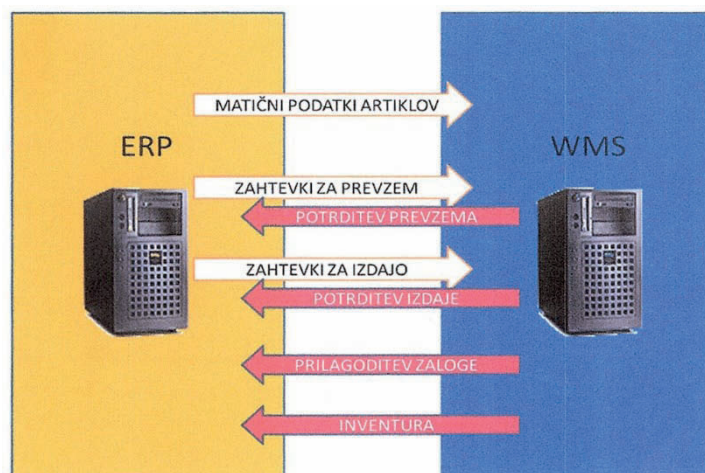 MATIČNI PODATKI ARTIKLOV
ERP
WMS
ZAHTEVKI ZA PREVZEM
POTRDITEV PREVZEMA
ZAHTEVKI ZA IZDAJO
POTRDITEV IZDAJE
PRILAGODITEV ZALOGE
INVENTURA